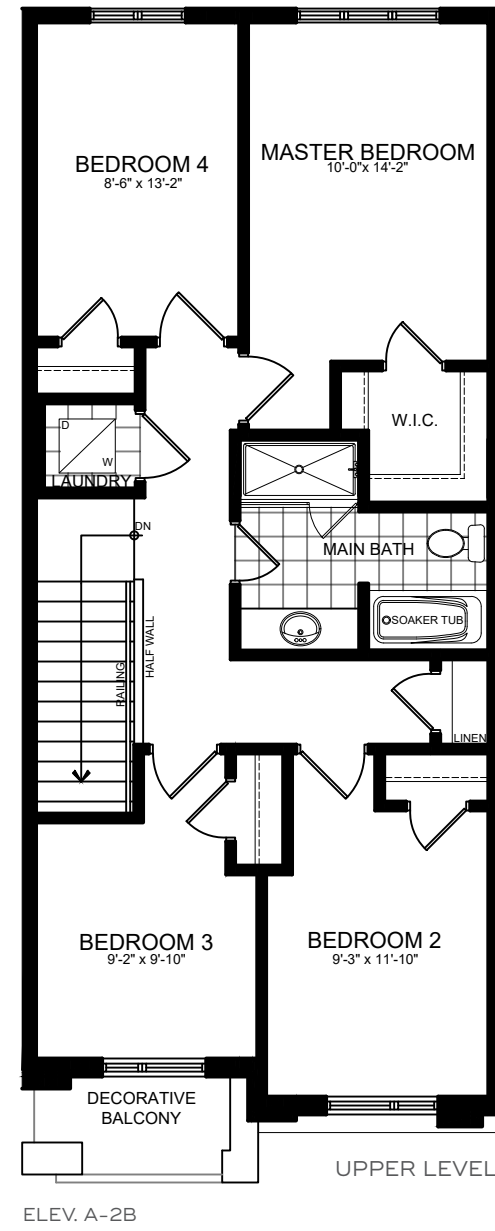 BEDROOM 4
8'-6" x 13'-2"
MASTER BEDROOM
10'-0"x 14'-2"
W.I.C.
D
W
LAUNDRY
DN
MAIN BATH
SOAKER TUB
RAILING
HALF WALL
LINEN
BEDROOM 3
9'-2" x 9'-10"
BEDROOM 2
9'-3" x 11'-10"
DECORATIVE
BALCONY
UPPER LEVEL
ELEV. A-2B